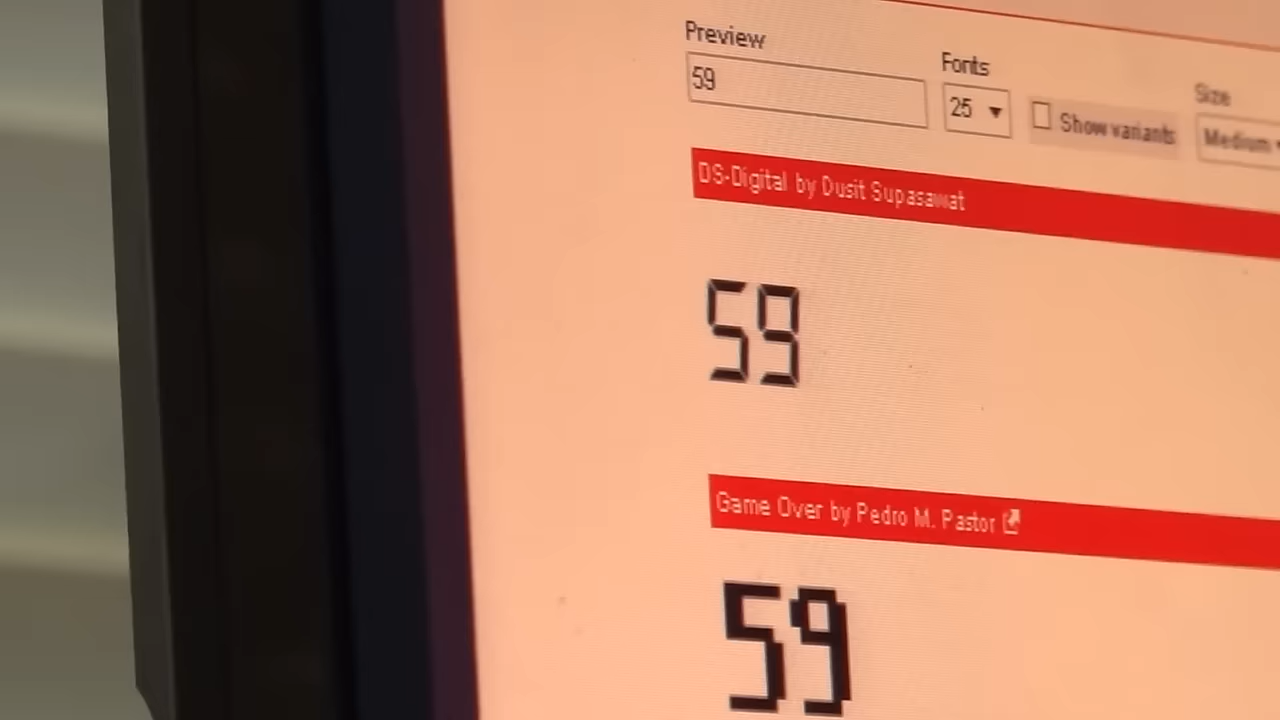 Preview
59
Fonts
25
Show variants
Size
Medium
DS-Digital by Dusit Supasawat
59
Game Over by Pedro M. Pastor
59